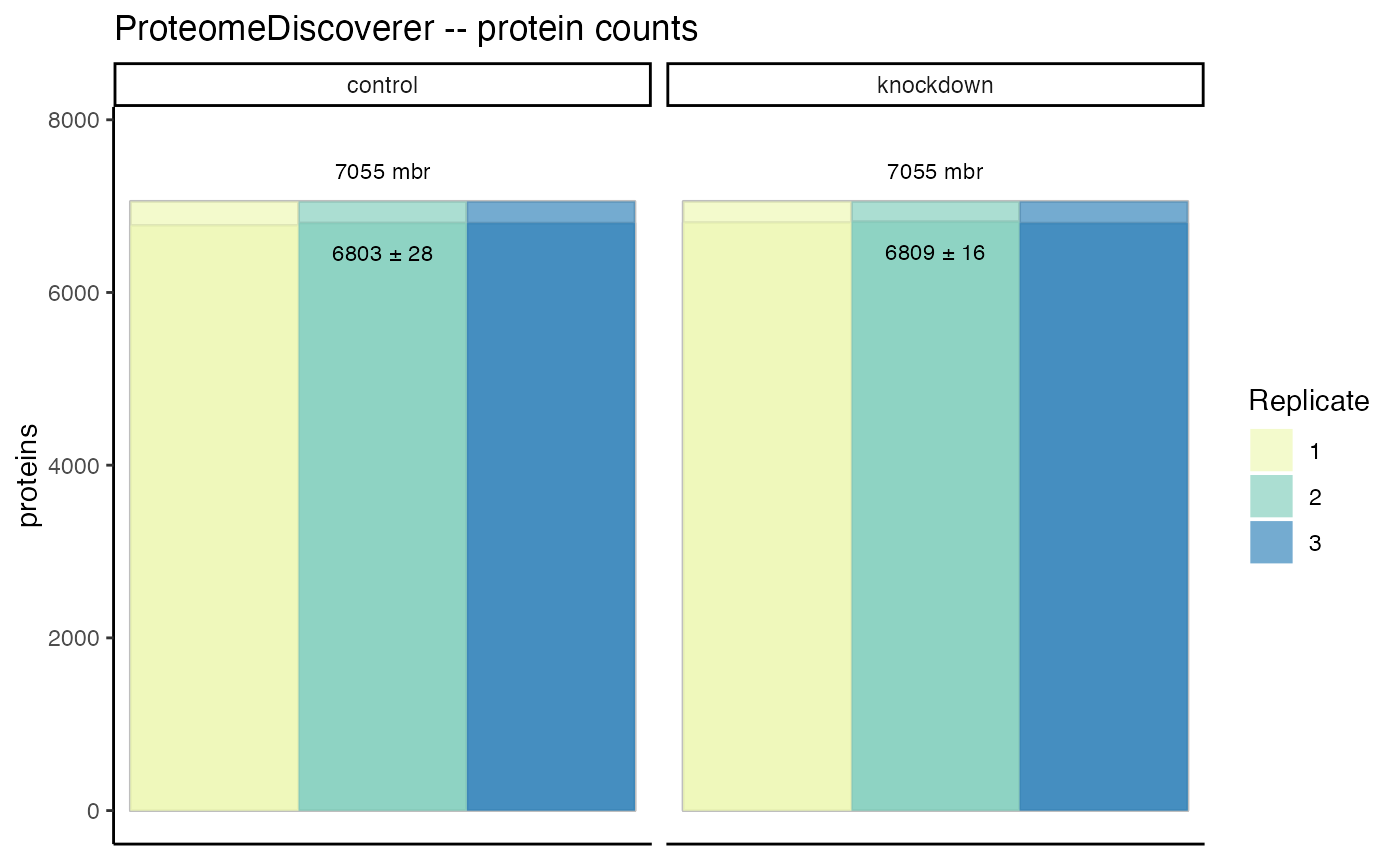 ProteomeDiscoverer -- protein counts
control
knockdown
8000
6000
4000
2000
0
proteins
7055 mbr
6803 ± 28
7055 mbr
6809 ± 16
Replicate
1
2
3